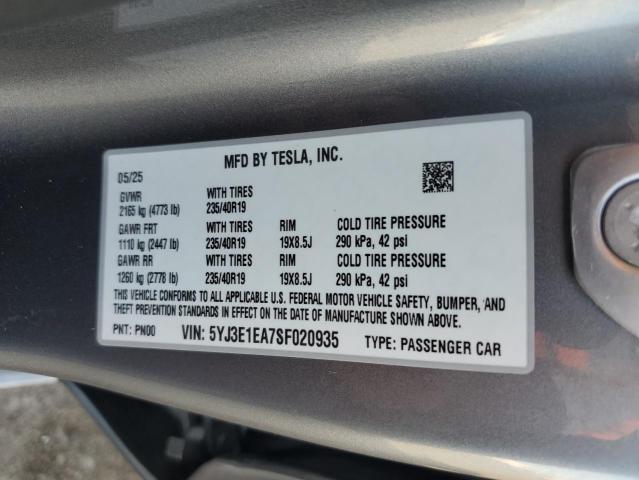 MFD BY TESLA, INC.
05/25
GVWR WITH TIRES
2165 kg (4773 lb) 235/40R19
GAWR FRT WITH TIRES RIM COLD TIRE PRESSURE
1110 kg (2447 lb) 235/40R19 19X8.5J 290 kPa, 42 psi
GAWR RR WITH TIRES RIM COLD TIRE PRESSURE
1260 kg (2778 lb) 235/40R19 19X8.5J 290 kPa, 42 psi
THIS VEHICLE CONFORMS TO ALL APPLICABLE U.S. FEDERAL MOTOR VEHICLE SAFETY, BUMPER, AND
THEFT PREVENTION STANDARDS IN EFFECT ON THE DATE OF MANUFACTURE SHOWN ABOVE.
PNT: PN00 VIN: 5YJ3E1EA7SF020935 TYPE: PASSENGER CAR